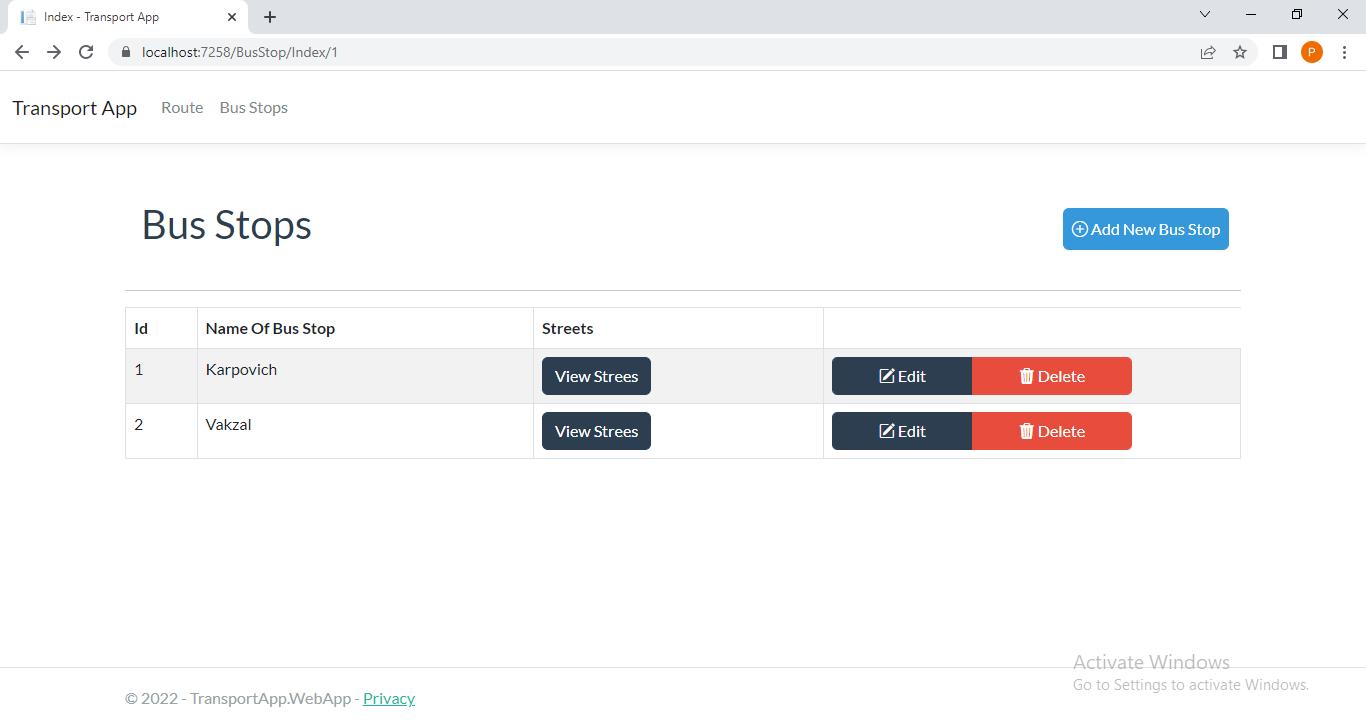 Index - Transport App
localhost:7258/BusStop/Index/1
P
Transport App Route Bus Stops
Bus Stops
Add New Bus Stop
Id Name Of Bus Stop Streets
1 Karpovich View Strees Edit Delete
2 Vakzal View Strees Edit Delete
Activate Windows
Go to Settings to activate Windows.
© 2022 - TransportApp.WebApp - Privacy